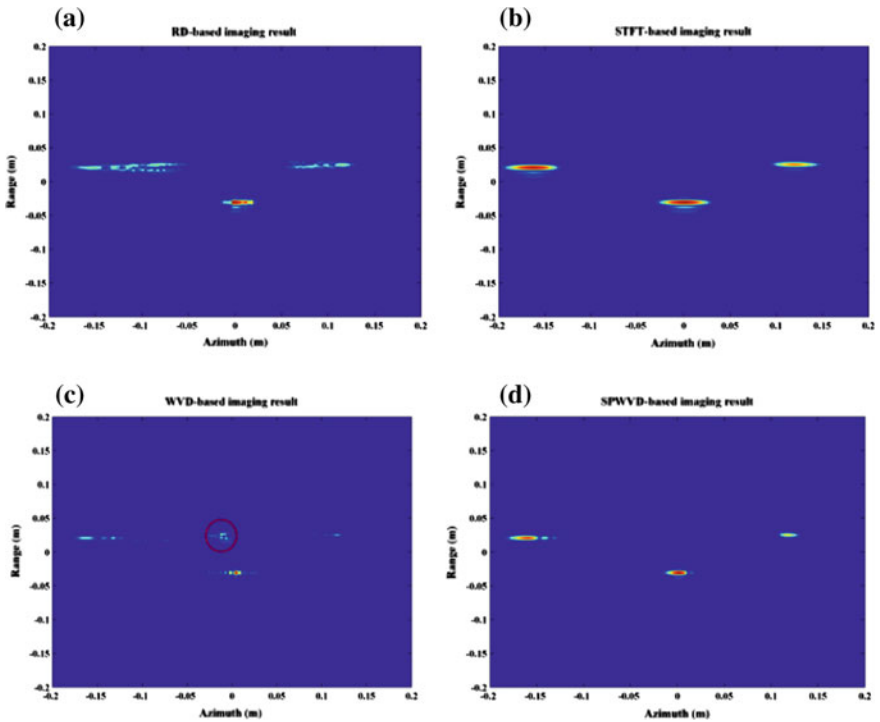 (a)
RD-based imaging result
0.2
0.15
0.1
0.05
0
-0.05
-0.1
-0.15
-0.2
Range (m)
-0.2 -0.15 -0.1 -0.05 0 0.05 0.1 0.15 0.2
Azimuth (m)
(b)
STFT-based imaging result
0.2
0.15
0.1
0.05
0
-0.05
-0.1
-0.15
-0.2
Range (m)
-0.2 -0.15 -0.1 -0.05 0 0.05 0.1 0.15 0.2
Azimuth (m)
(c)
WVD-based imaging result
0.2
0.15
0.1
0.05
0
-0.05
-0.1
-0.15
-0.2
Range (m)
-0.2 -0.15 -0.1 -0.05 0 0.05 0.1 0.15 0.2
Azimuth (m)
(d)
SPWVD-based imaging result
0.2
0.15
0.1
0.05
0
-0.05
-0.1
-0.15
-0.2
Range (m)
-0.2 -0.15 -0.1 -0.05 0 0.05 0.1 0.15 0.2
Azimuth (m)